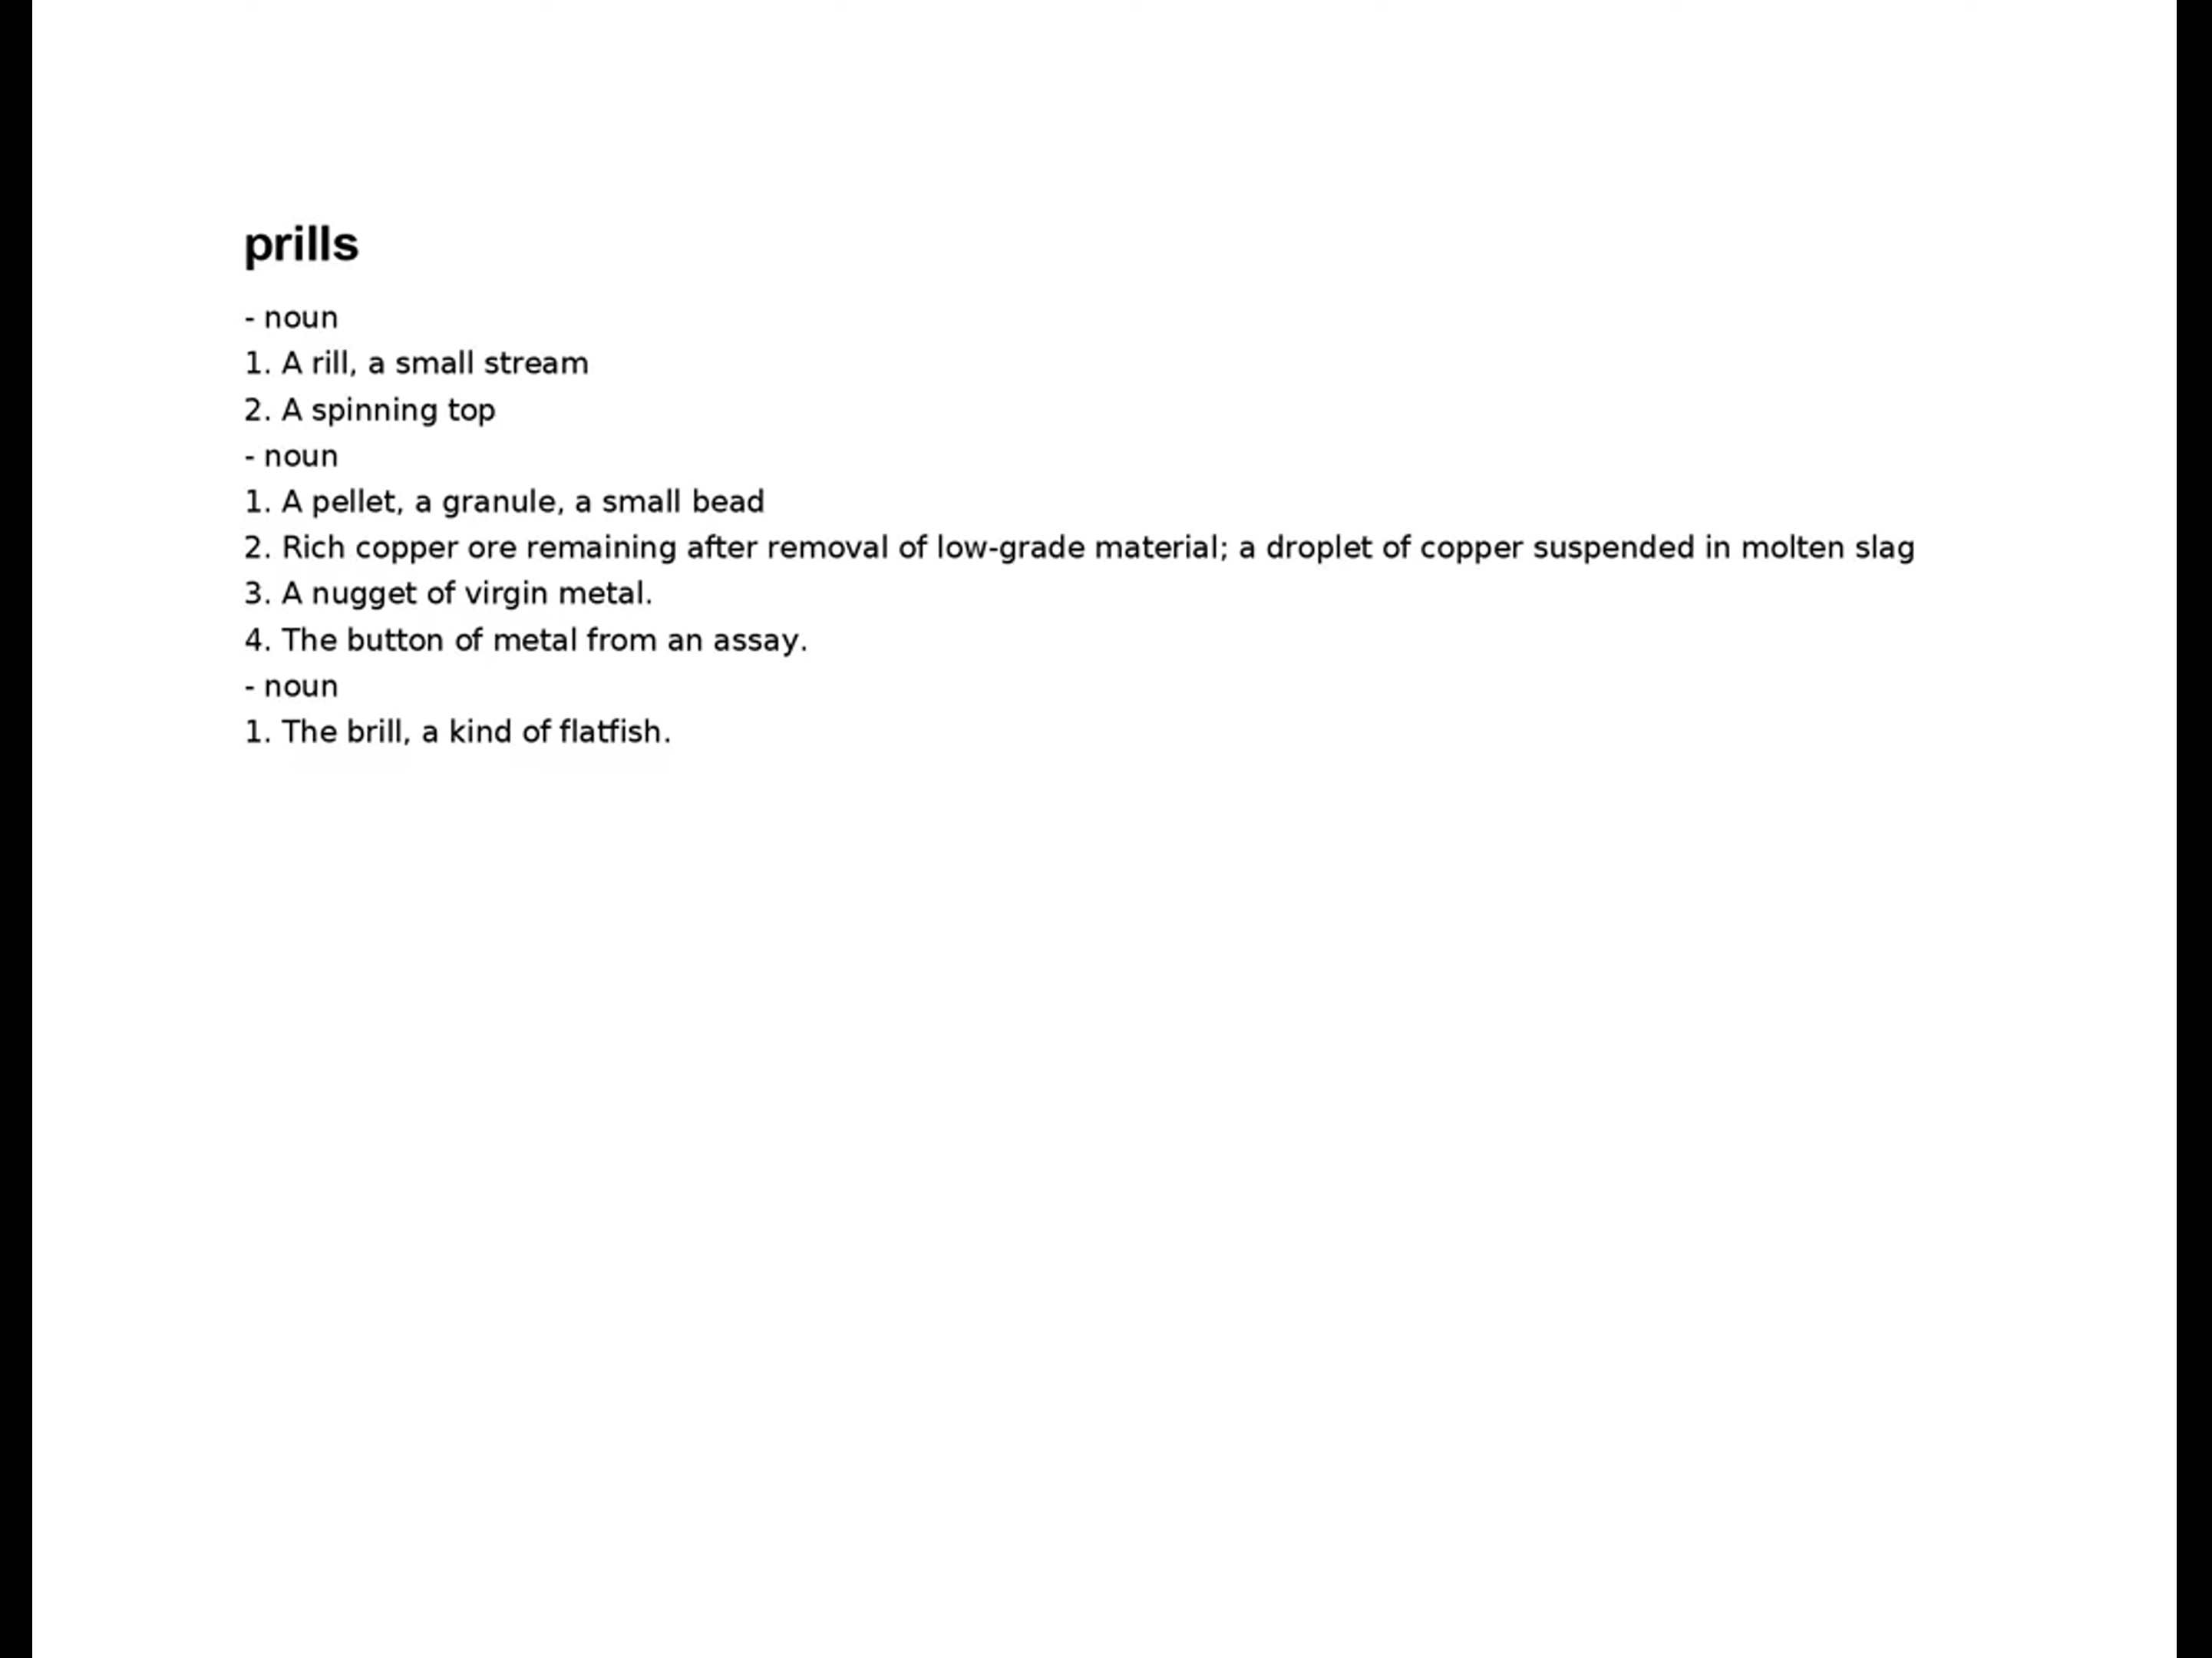 prills
- noun
1. A rill, a small stream
2. A spinning top
- noun
1. A pellet, a granule, a small bead
2. Rich copper ore remaining after removal of low-grade material; a droplet of copper suspended in molten slag
3. A nugget of virgin metal.
4. The button of metal from an assay.
- noun
1. The brill, a kind of flatfish.